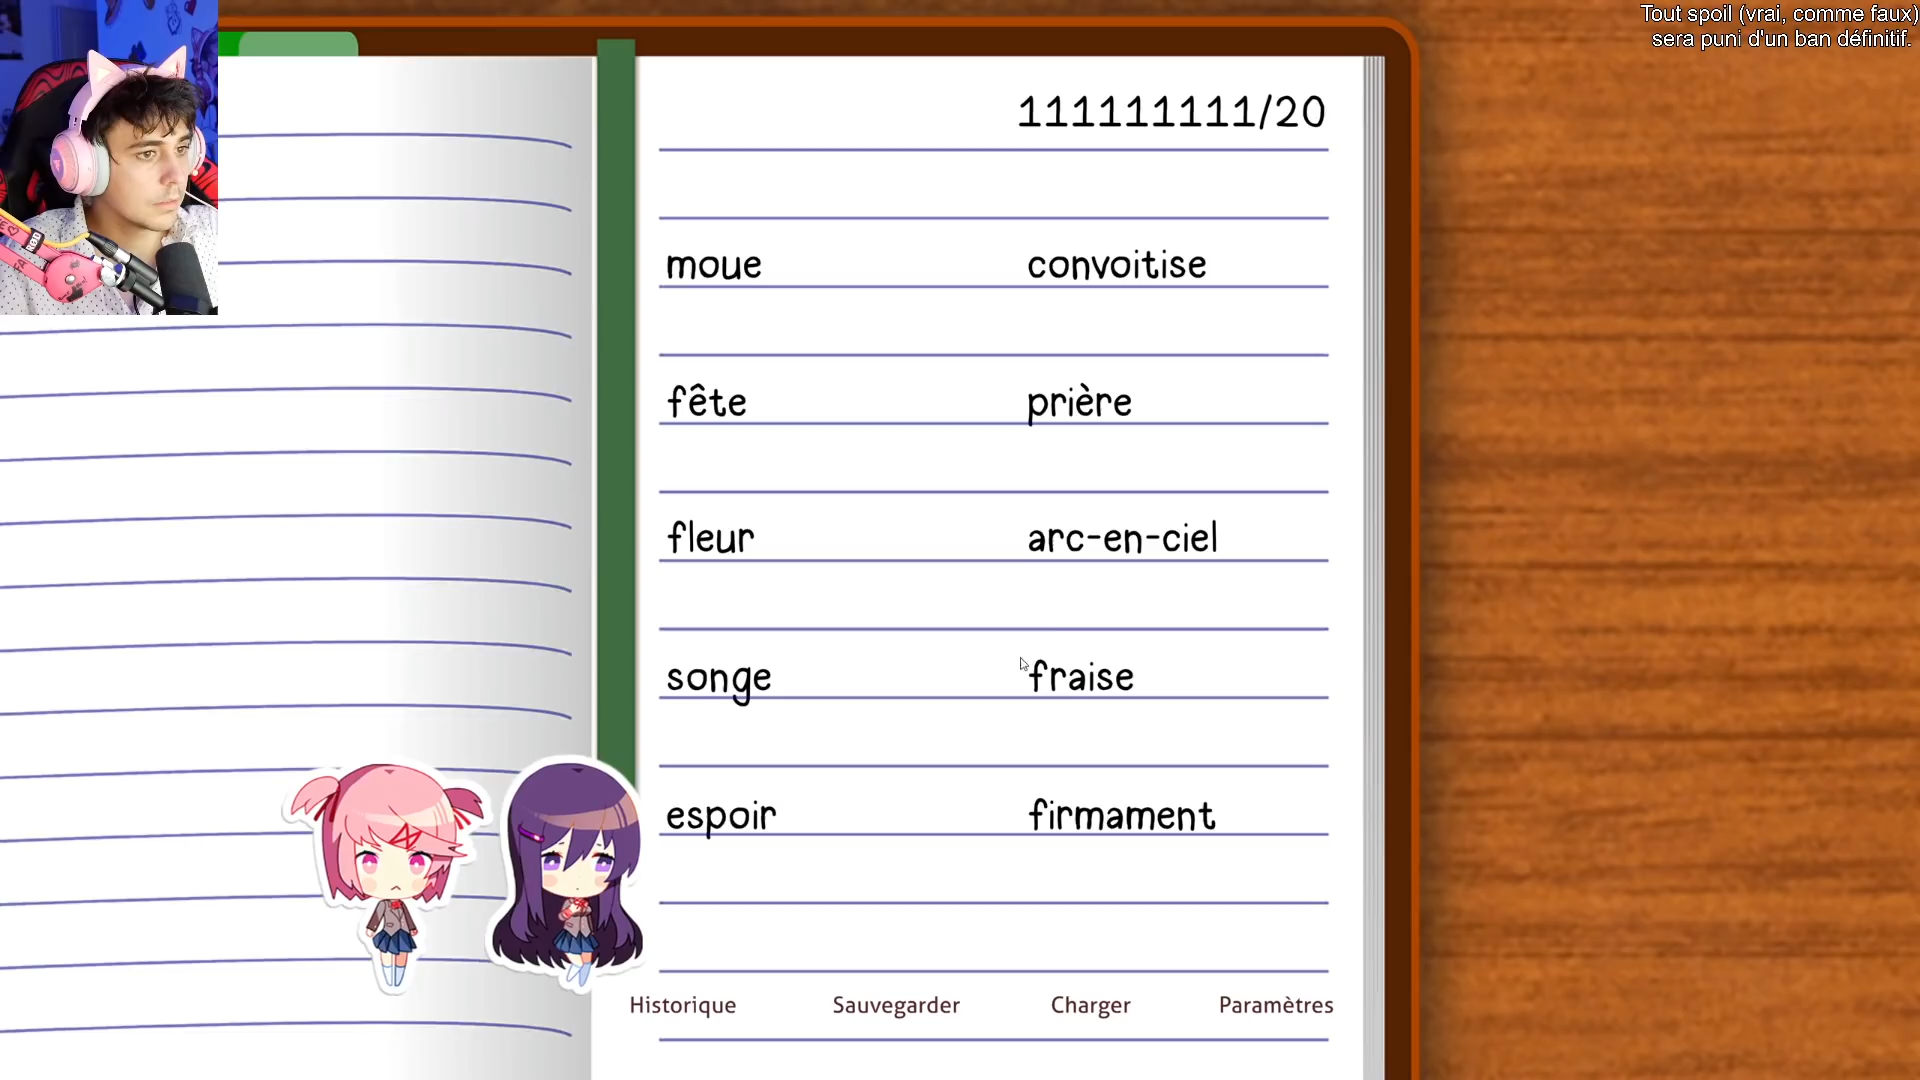 Tout spoil (vrai, comme faux)
sera puni d'un ban définitif.
111111111/20
moue convoitise
fête prière
fleur arc-en-ciel
songe fraise
espoir firmament
Historique Sauvegarder Charger Paramètres